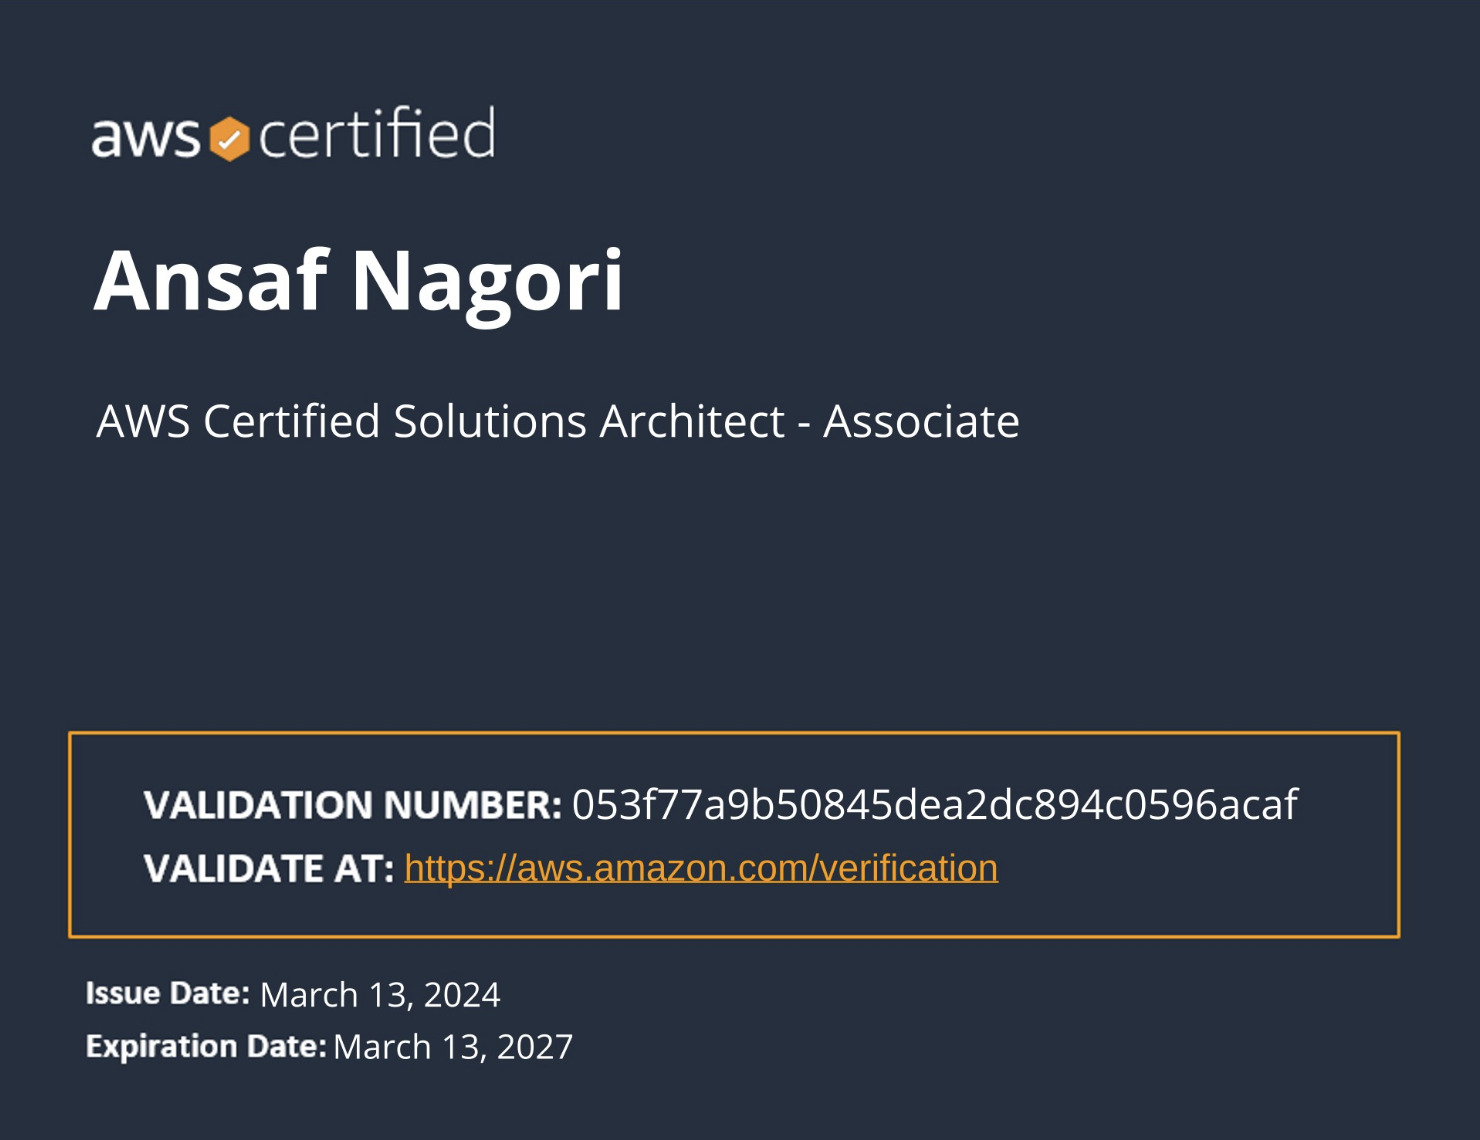 aws certified
Ansaf Nagori
AWS Certified Solutions Architect - Associate
VALIDATION NUMBER: 053f77a9b50845dea2dc894c0596acaf
VALIDATE AT: https://aws.amazon.com/verification
Issue Date: March 13, 2024
Expiration Date: March 13, 2027